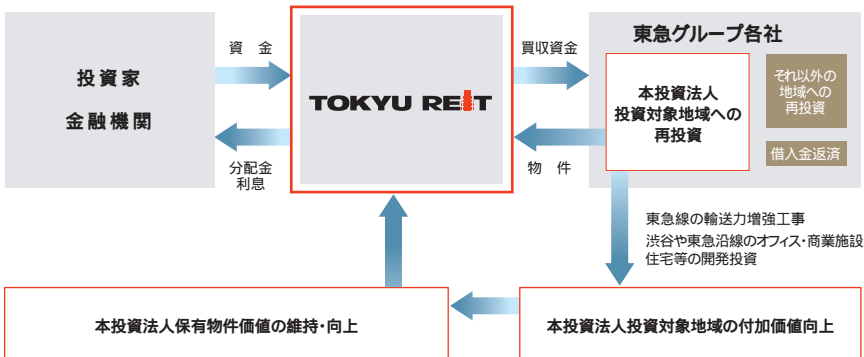 投資家
金融機関
資 金
分配金
利息
TOKYU REIT
買収資金
物 件
東急グループ各社
本投資法人
投資対象地域への
再投資
それ以外の
地域への
再投資
借入金返済
東急線の輸送力増強工事
渋谷や東急沿線のオフィス・商業施設
住宅等の開発投資
本投資法人保有物件価値の維持・向上
本投資法人投資対象地域の付加価値向上